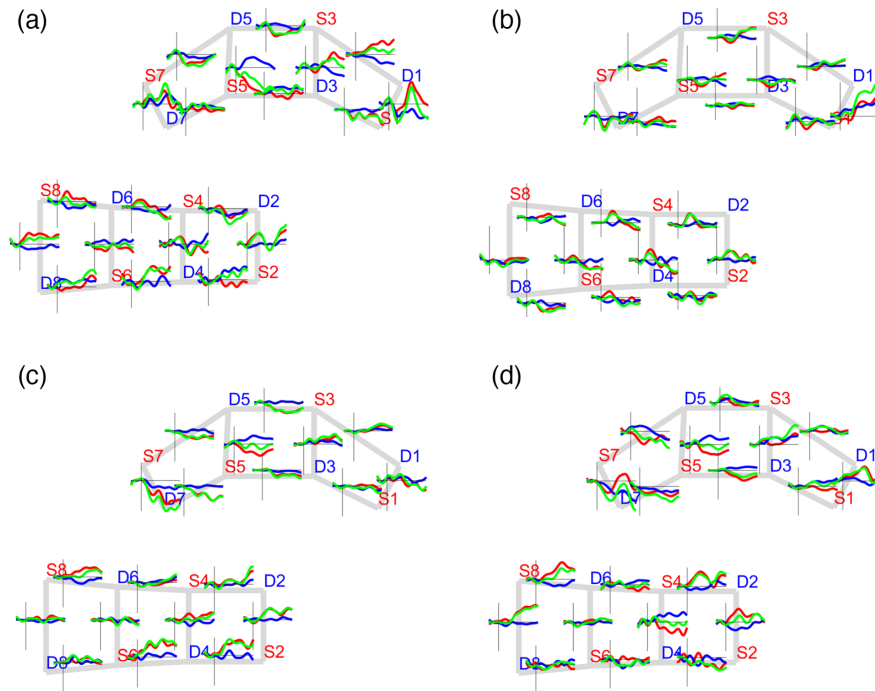 (a)
D5 S3
S7 S5 D3 D1
D7 S
S8 D6 S4 D2
D8 S6 D4 S2
(b)
D5 S3
S7 S5 D3 D1
D7
S8 D6 S4 D2
D8 S6 D4 S2
(c)
D5 S3
S7 S5 D3 D1
D7 S1
S8 D6 S4 D2
D8 S6 D4 S2
(d)
D5 S3
S7 S5 D3 D1
D7 S1
S8 D6 S4 D2
D8 S6 D4 S2